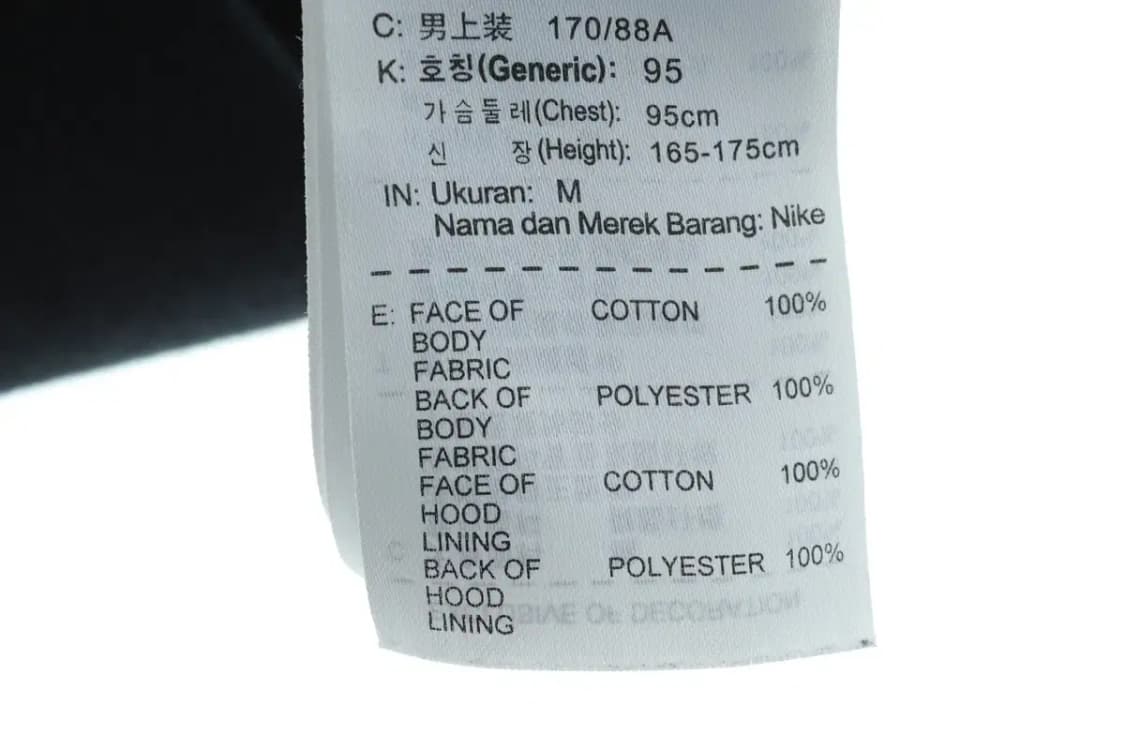 C: 男上装 170/88A
K: 호칭(Generic): 95
가슴둘레(Chest): 95cm
신 장(Height): 165-175cm
IN: Ukuran: M
Nama dan Merek Barang: Nike
E: FACE OF COTTON 100%
BODY
FABRIC
BACK OF POLYESTER 100%
BODY
FABRIC
FACE OF COTTON 100%
HOOD
LINING
BACK OF POLYESTER 100%
HOOD
LINING